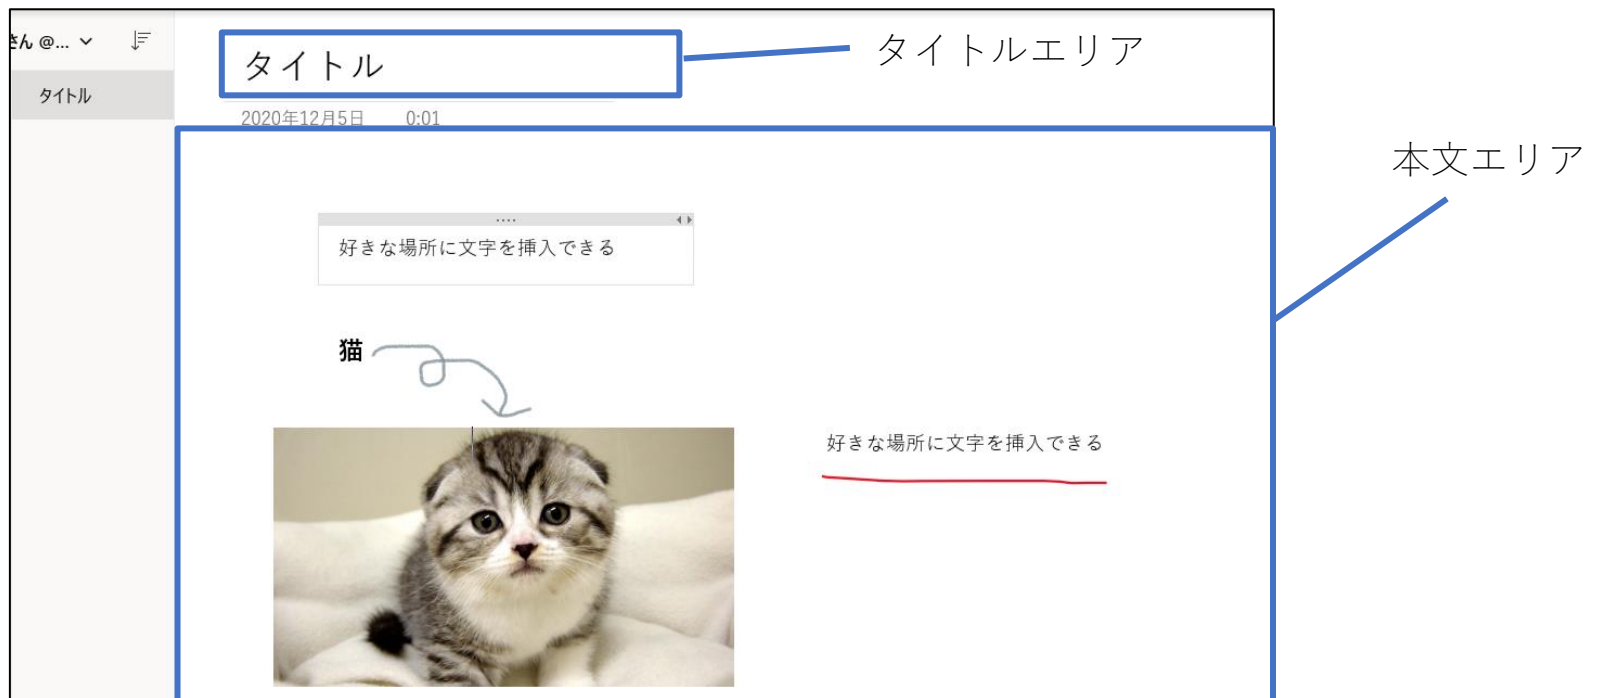 さん @...
タイトル
タイトル
タイトルエリア
2020年12月5日 0:01
本文エリア
好きな場所に文字を挿入できる
猫
好きな場所に文字を挿入できる